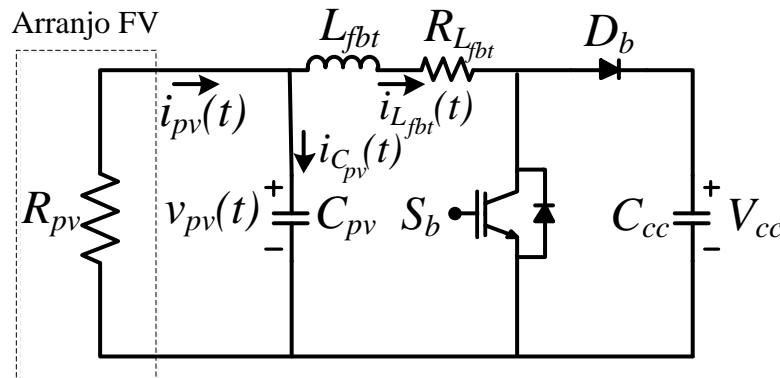 Arranjo FV
L_fbt
R_L_fbt
D_b
i_pv(t)
i_L_fbt(t)
i_C_pv(t)
R_pv
v_pv(t)
+
−
C_pv
S_b
C_cc
+
−
V_cc